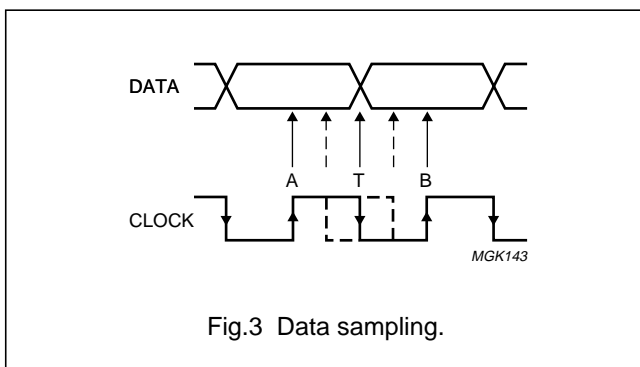 DATA
A T B
CLOCK
MGK143
Fig.3 Data sampling.